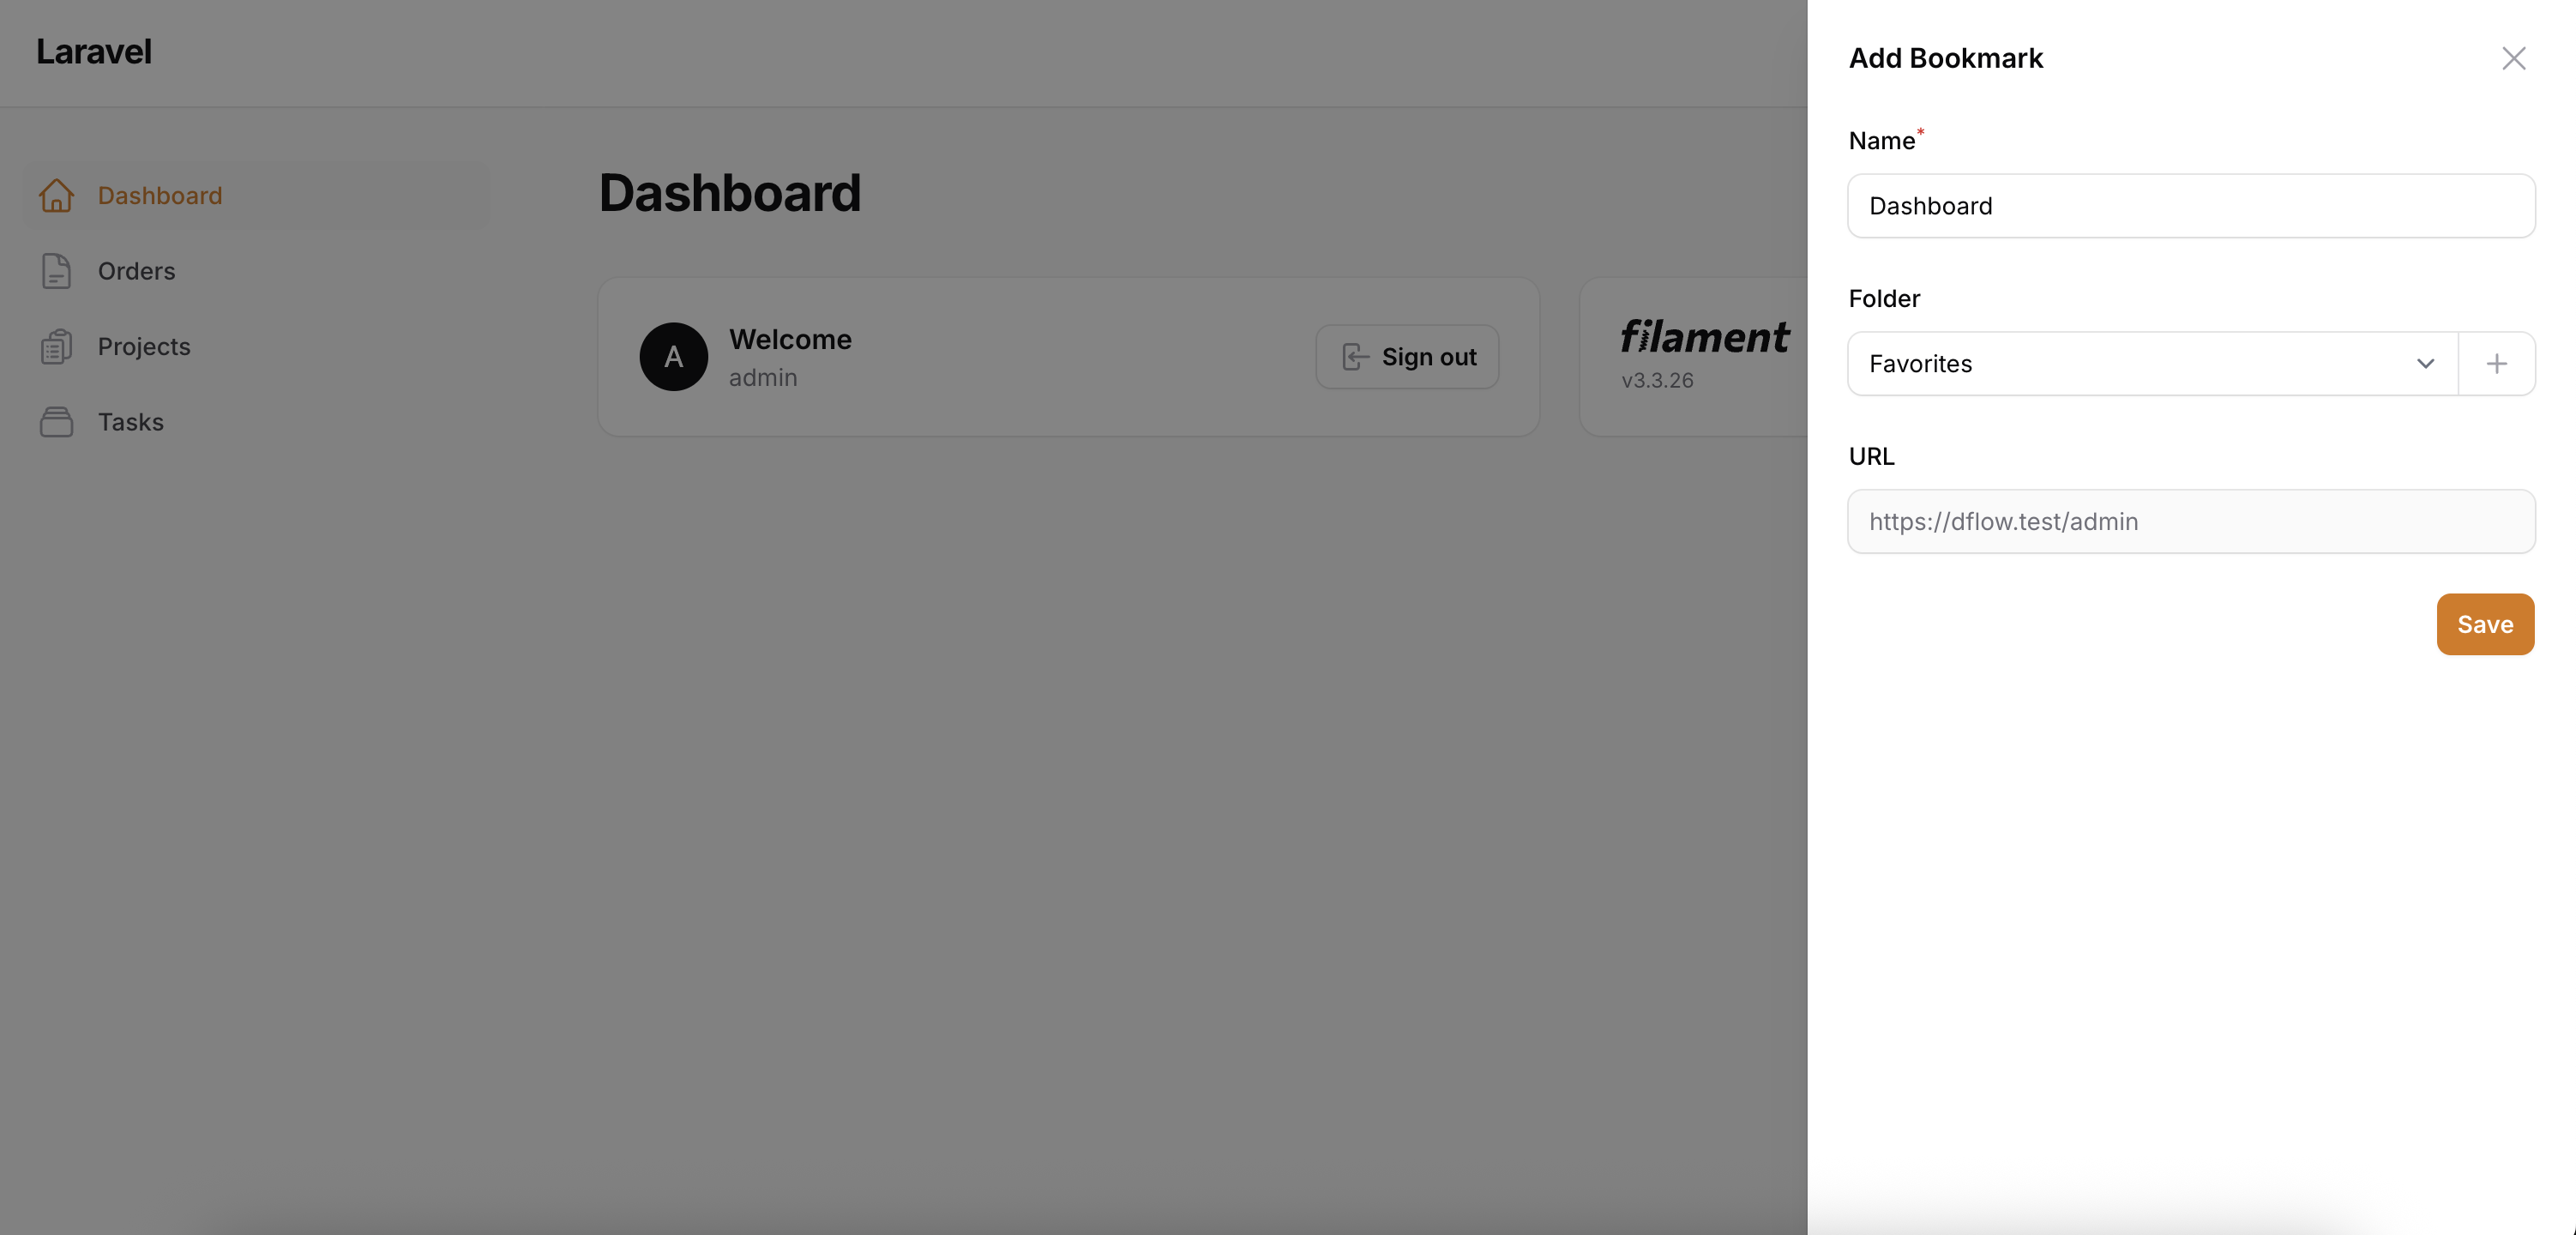 Laravel
Dashboard
Orders
Projects
Tasks
Dashboard
A
Welcome
admin
Sign out
filament
v3.3.26
Add Bookmark
Name*
Dashboard
Folder
Favorites
URL
https://dflow.test/admin
Save